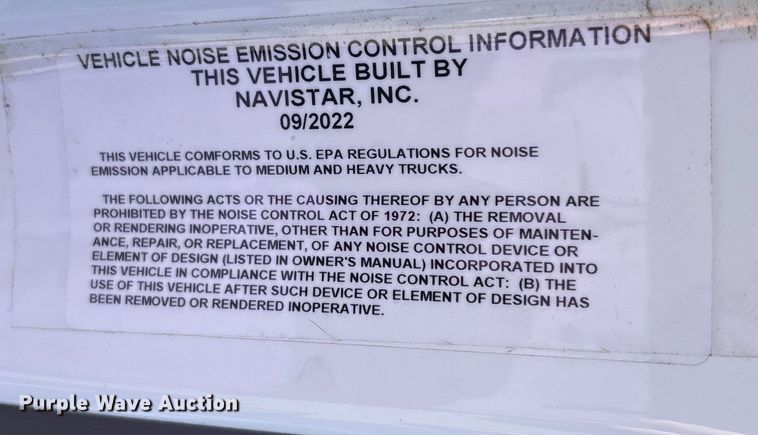 VEHICLE NOISE EMISSION CONTROL INFORMATION
THIS VEHICLE BUILT BY
NAVISTAR, INC.
09/2022
THIS VEHICLE COMFORMS TO U.S. EPA REGULATIONS FOR NOISE
EMISSION APPLICABLE TO MEDIUM AND HEAVY TRUCKS.
THE FOLLOWING ACTS OR THE CAUSING THEREOF BY ANY PERSON ARE
PROHIBITED BY THE NOISE CONTROL ACT OF 1972: (A) THE REMOVAL
OR RENDERING INOPERATIVE, OTHER THAN FOR PURPOSES OF MAINTEN-
ANCE, REPAIR, OR REPLACEMENT, OF ANY NOISE CONTROL DEVICE OR
ELEMENT OF DESIGN (LISTED IN OWNER'S MANUAL) INCORPORATED INTO
THIS VEHICLE IN COMPLIANCE WITH THE NOISE CONTROL ACT: (B) THE
USE OF THIS VEHICLE AFTER SUCH DEVICE OR ELEMENT OF DESIGN HAS
BEEN REMOVED OR RENDERED INOPERATIVE.
Purple Wave Auction